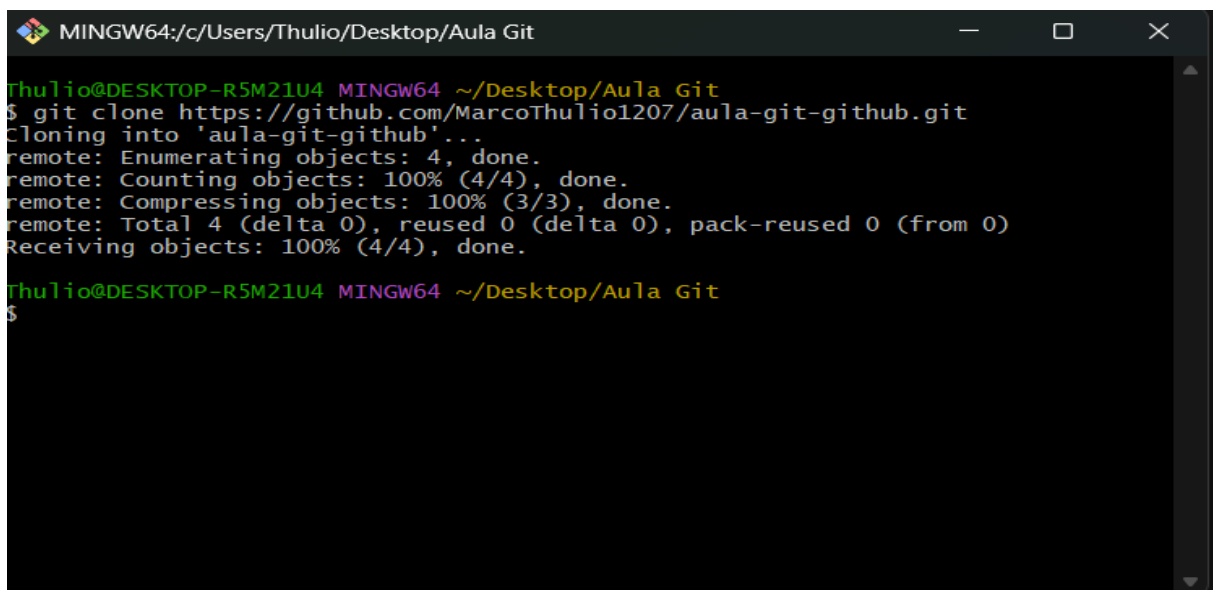 MINGW64:/c/Users/Thulio/Desktop/Aula Git
Thulio@DESKTOP-R5M21U4 MINGW64 ~/Desktop/Aula Git
$ git clone https://github.com/MarcoThulio1207/aula-git-github.git
Cloning into 'aula-git-github'...
remote: Enumerating objects: 4, done.
remote: Counting objects: 100% (4/4), done.
remote: Compressing objects: 100% (3/3), done.
remote: Total 4 (delta 0), reused 0 (delta 0), pack-reused 0 (from 0)
Receiving objects: 100% (4/4), done.
Thulio@DESKTOP-R5M21U4 MINGW64 ~/Desktop/Aula Git
$